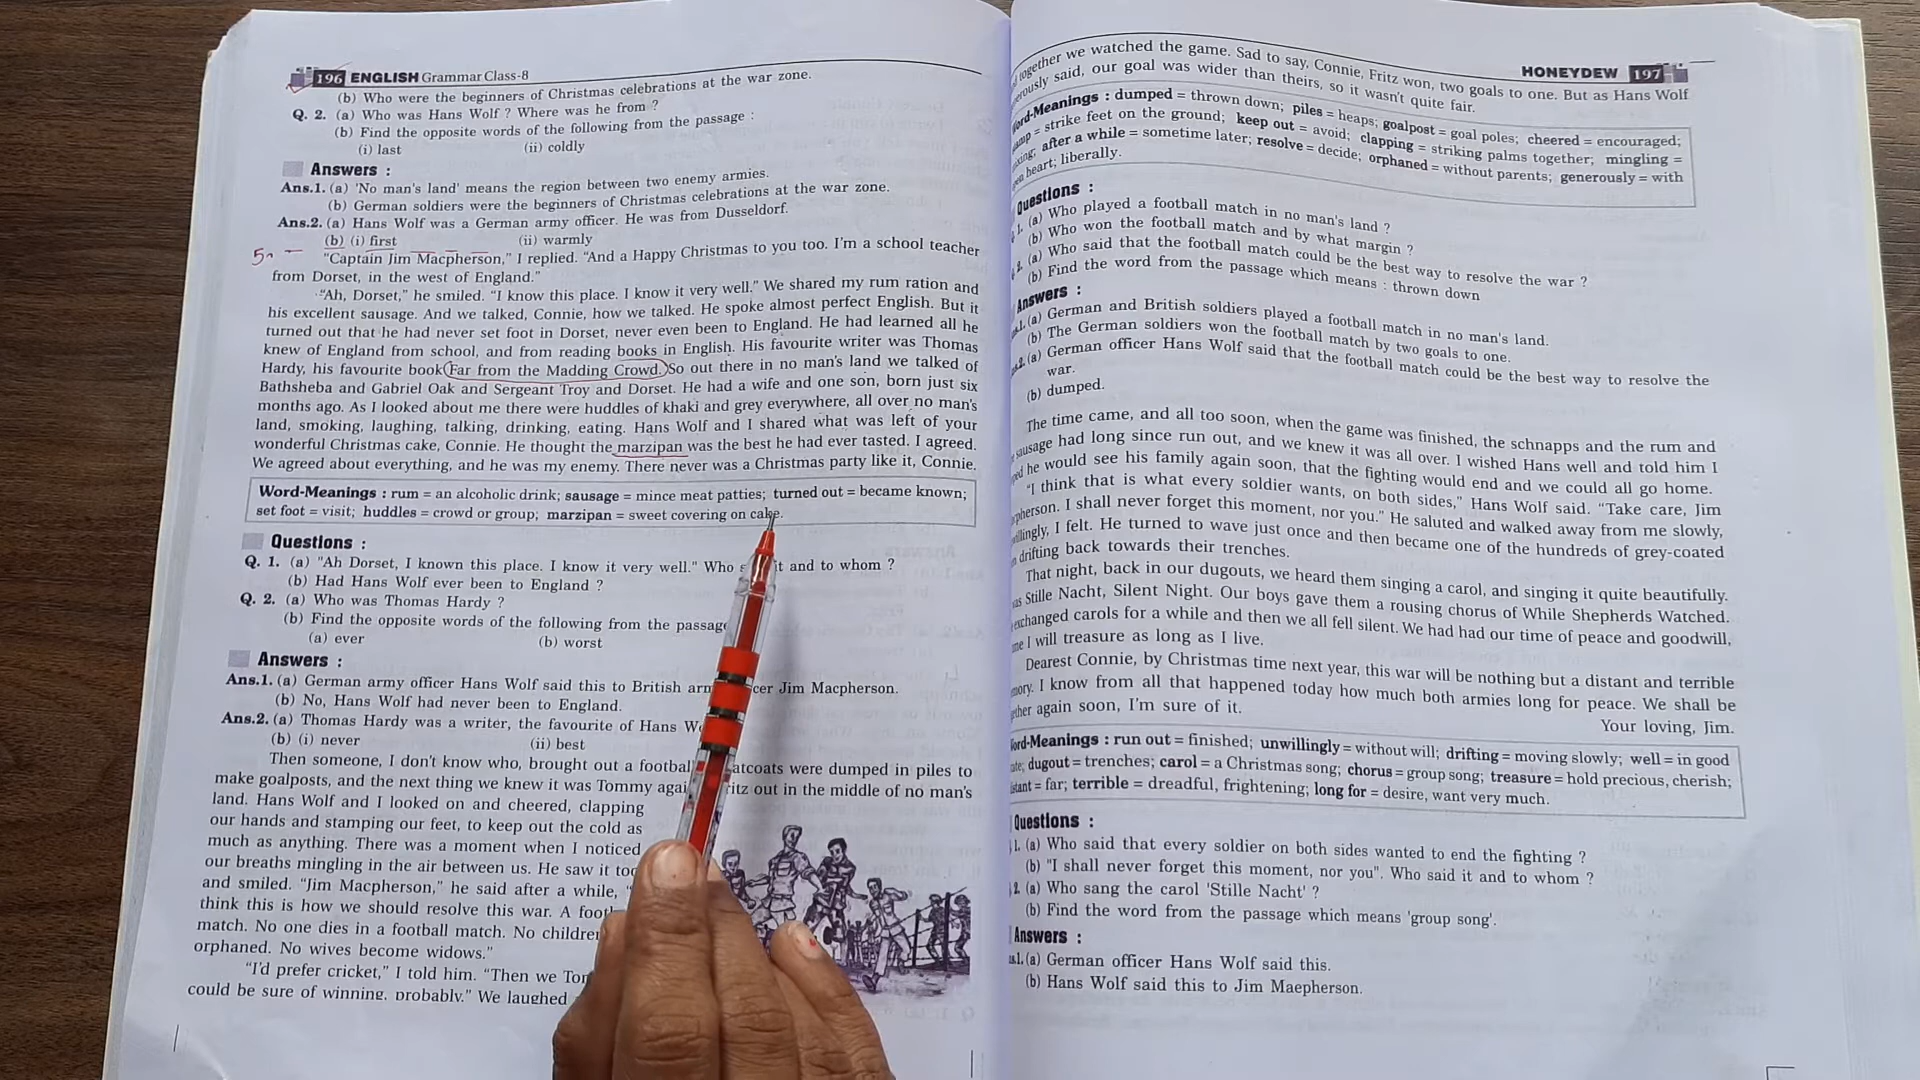 196 ENGLISH Grammar Class-8
(b) Who were the beginners of Christmas celebrations at the war zone.
Q. 2. (a) Who was Hans Wolf ? Where was he from ?
(b) Find the opposite words of the following from the passage :
(i) last (ii) coldly
Answers :
Ans.1. (a) 'No man's land' means the region between two enemy armies.
(b) German soldiers were the beginners of Christmas celebrations at the war zone.
Ans.2. (a) Hans Wolf was a German army officer. He was from Dusseldorf.
(b) (i) first (ii) warmly
"Captain Jim Macpherson," I replied. "And a Happy Christmas to you too. I'm a school teacher
from Dorset, in the west of England."
"Ah, Dorset," he smiled. "I know this place. I know it very well." We shared my rum ration and
his excellent sausage. And we talked, Connie, how we talked. He spoke almost perfect English. But it
turned out that he had never set foot in Dorset, never even been to England. He had learned all he
knew of England from school, and from reading books in English. His favourite writer was Thomas
Hardy, his favourite book Far from the Madding Crowd. So out there in no man's land we talked of
Bathsheba and Gabriel Oak and Sergeant Troy and Dorset. He had a wife and one son, born just six
months ago. As I looked about me there were huddles of khaki and grey everywhere, all over no man's
land, smoking, laughing, talking, drinking, eating. Hans Wolf and I shared what was left of your
wonderful Christmas cake, Connie. He thought the marzipan was the best he had ever tasted. I agreed.
We agreed about everything, and he was my enemy. There never was a Christmas party like it, Connie.
Word-Meanings : rum = an alcoholic drink; sausage = mince meat patties; turned out = became known;
set foot = visit; huddles = crowd or group; marzipan = sweet covering on cake.
Questions :
Q. 1. (a) "Ah Dorset, I known this place. I know it very well." Who it and to whom ?
(b) Had Hans Wolf ever been to England ?
Q. 2. (a) Who was Thomas Hardy ?
(b) Find the opposite words of the following from the passage
(a) ever (b) worst
Answers :
Ans.1. (a) German army officer Hans Wolf said this to British Jim Macpherson.
(b) No, Hans Wolf had never been to England.
Ans.2. (a) Thomas Hardy was a writer, the favourite of Hans
(b) (i) never (ii) best
Then someone, I don't know who, brought out a were dumped in piles to
make goalposts, and the next thing we knew it was Tommy out in the middle of no man's
land. Hans Wolf and I looked on and cheered, clapping
our hands and stamping our feet, to keep out the cold as
much as anything. There was a moment when I noticed
our breaths mingling in the air between us. He saw it
and smiled. "Jim Macpherson," he said after a while,
think this is how we should resolve this war. A
match. No one dies in a football match. No
orphaned. No wives become widows."
"I'd prefer cricket," I told him. "Then we
could be sure of winning, probably." We laughed
HONEYDEW 197
together we watched the game. Sad to say, Connie, Fritz won, two goals to one. But as Hans Wolf
said, our goal was wider than theirs, so it wasn't quite fair.
Meanings : dumped = thrown down; piles = heaps; goalpost = goal poles; cheered = encouraged;
= strike feet on the ground; keep out = avoid; clapping = striking palms together; mingling =
after a while = sometime later; resolve = decide; orphaned = without parents; generously = with
heart; liberally.
Questions :
1. (a) Who played a football match in no man's land ?
(b) Who won the football match and by what margin ?
2. (a) Who said that the football match could be the best way to resolve the war ?
(b) Find the word from the passage which means : thrown down
Answers :
(a) German and British soldiers played a football match in no man's land.
(b) The German soldiers won the football match by two goals to one.
(a) German officer Hans Wolf said that the football match could be the best way to resolve the
war.
(b) dumped.
The time came, and all too soon, when the game was finished, the schnapps and the rum and
sausage had long since run out, and we knew it was all over. I wished Hans well and told him I
he would see his family again soon, that the fighting would end and we could all go home.
"I think that is what every soldier wants, on both sides," Hans Wolf said. "Take care, Jim
I shall never forget this moment, nor you." He saluted and walked away from me slowly,
I felt. He turned to wave just once and then became one of the hundreds of grey-coated
drifting back towards their trenches.
That night, back in our dugouts, we heard them singing a carol, and singing it quite beautifully.
Stille Nacht, Silent Night. Our boys gave them a rousing chorus of While Shepherds Watched.
exchanged carols for a while and then we all fell silent. We had had our time of peace and goodwill,
I will treasure as long as I live.
Dearest Connie, by Christmas time next year, this war will be nothing but a distant and terrible
I know from all that happened today how much both armies long for peace. We shall be
again soon, I'm sure of it.
Your loving, Jim.
Word-Meanings : run out = finished; unwillingly = without will; drifting = moving slowly; well = in good
dugout = trenches; carol = a Christmas song; chorus = group song; treasure = hold precious, cherish;
= far; terrible = dreadful, frightening; long for = desire, want very much.
Questions :
1. (a) Who said that every soldier on both sides wanted to end the fighting ?
(b) "I shall never forget this moment, nor you". Who said it and to whom ?
2. (a) Who sang the carol 'Stille Nacht' ?
(b) Find the word from the passage which means 'group song'.
Answers :
(a) German officer Hans Wolf said this.
(b) Hans Wolf said this to Jim Maepherson.